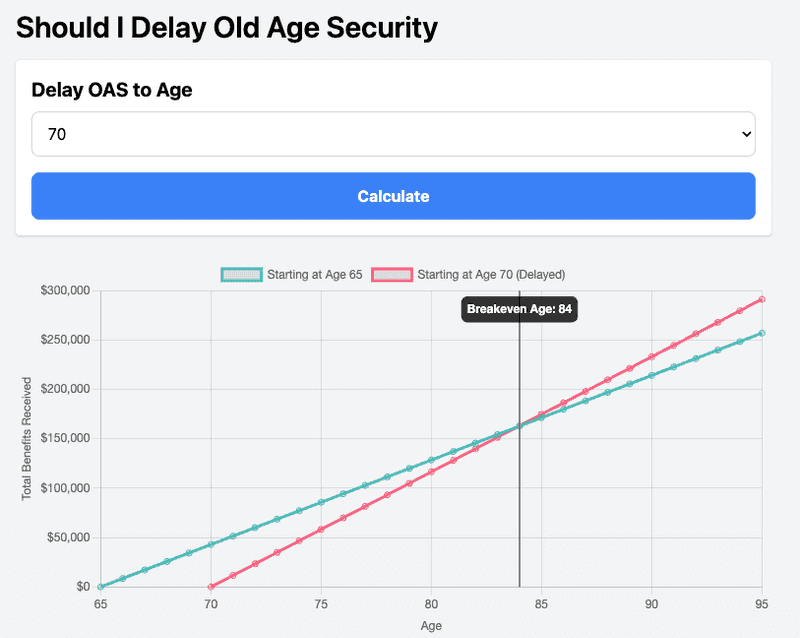 Should I Delay Old Age Security
Delay OAS to Age
70
Calculate
Starting at Age 65 Starting at Age 70 (Delayed)
Breakeven Age: 84
Total Benefits Received
$300,000
$250,000
$200,000
$150,000
$100,000
$50,000
$0
65 70 75 80 85 90 95
Age